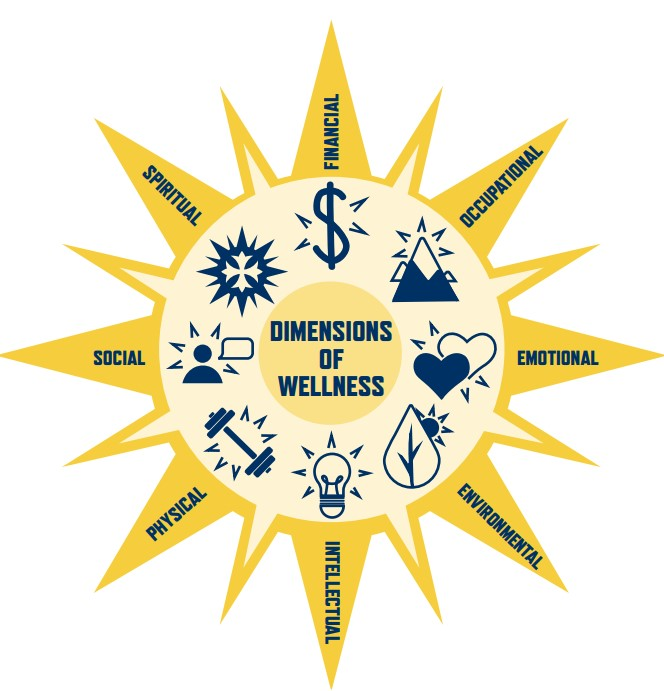 FINANCIAL
OCCUPATIONAL
EMOTIONAL
ENVIRONMENTAL
INTELLECTUAL
PHYSICAL
SOCIAL
SPIRITUAL
DIMENSIONS
OF
WELLNESS